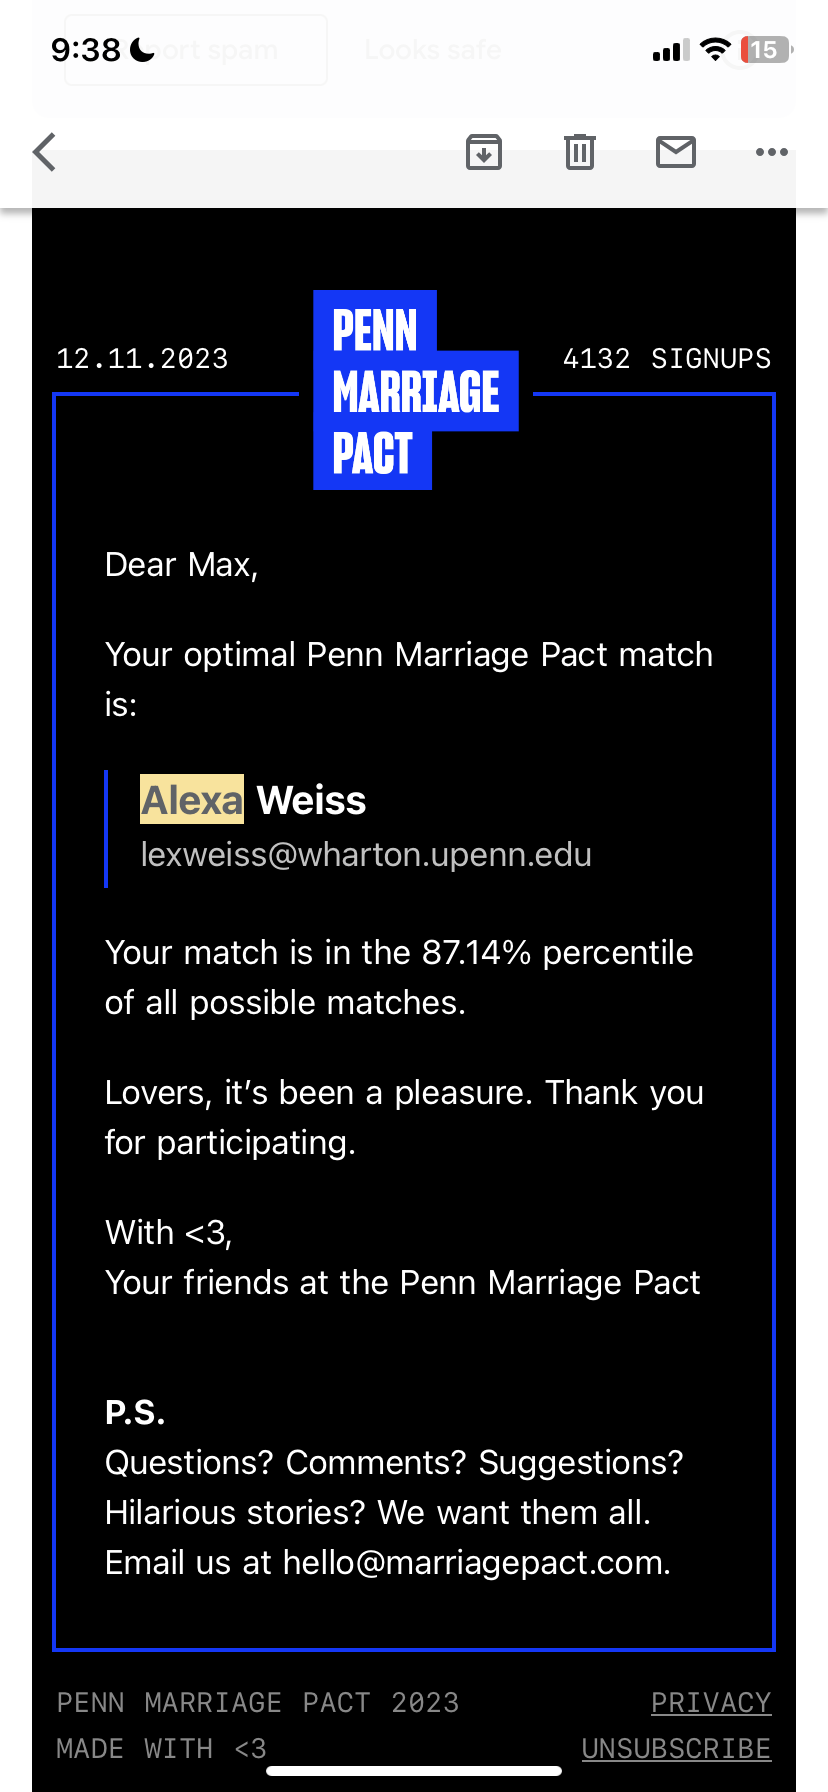 9:38
Report spam
Looks safe
15
12.11.2023
PENN
MARRIAGE
PACT
4132 SIGNUPS
Dear Max,
Your optimal Penn Marriage Pact match
is:
Alexa Weiss
lexweiss@wharton.upenn.edu
Your match is in the 87.14% percentile
of all possible matches.
Lovers, it’s been a pleasure. Thank you
for participating.
With <3,
Your friends at the Penn Marriage Pact
P.S.
Questions? Comments? Suggestions?
Hilarious stories? We want them all.
Email us at hello@marriagepact.com.
PENN MARRIAGE PACT 2023
PRIVACY
MADE WITH <3
UNSUBSCRIBE